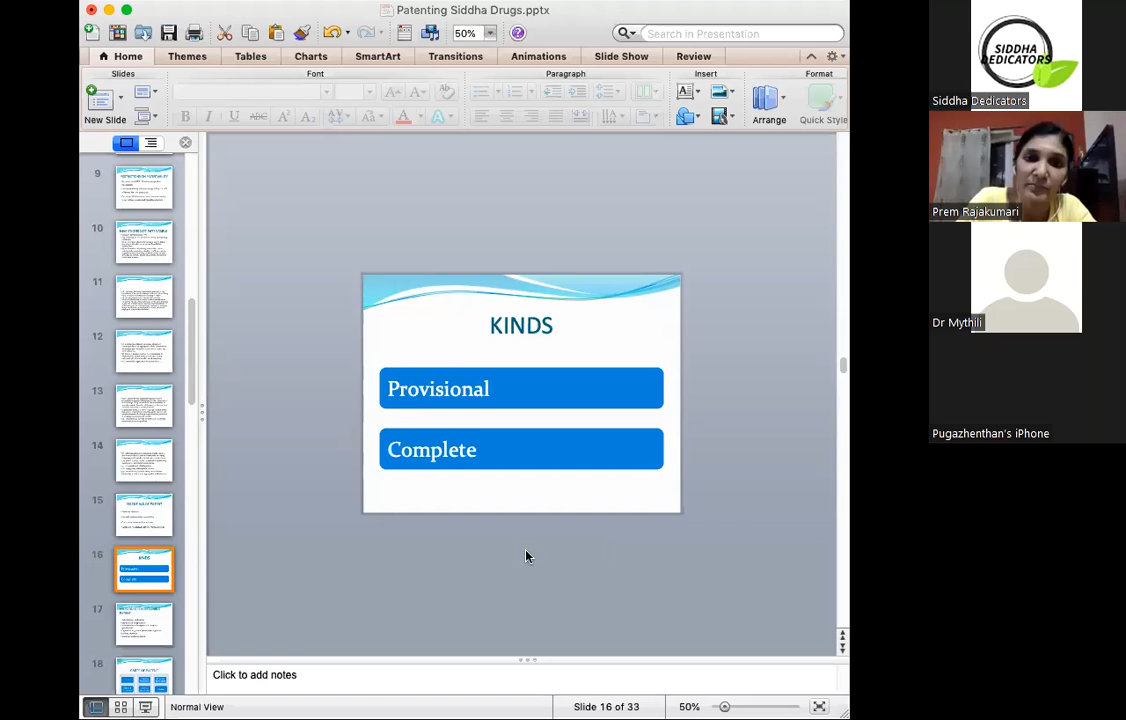 Patenting Siddha Drugs.pptx
50%
Search in Presentation
Home Themes Tables Charts SmartArt Transitions Animations Slide Show Review
Slides Font Paragraph Insert Format
New Slide
Arrange
Quick Style
9
10
11
12
13
14
15
16
17
18
KINDS
Provisional
Complete
Click to add notes
Normal View
Slide 16 of 33
50%
SIDDHA
DEDICATORS
Siddha Dedicators
Prem Rajakumari
Dr Mythili
Pugazhenthan's iPhone